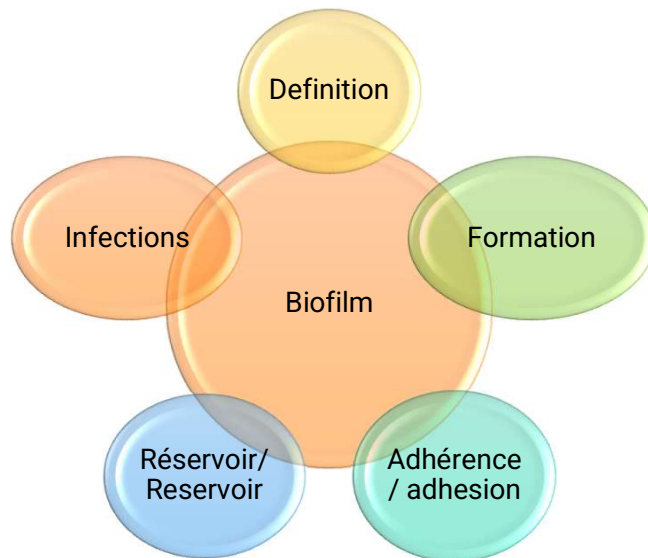 Definition
Infections
Formation
Biofilm
Réservoir/
Reservoir
Adhérence
/ adhesion